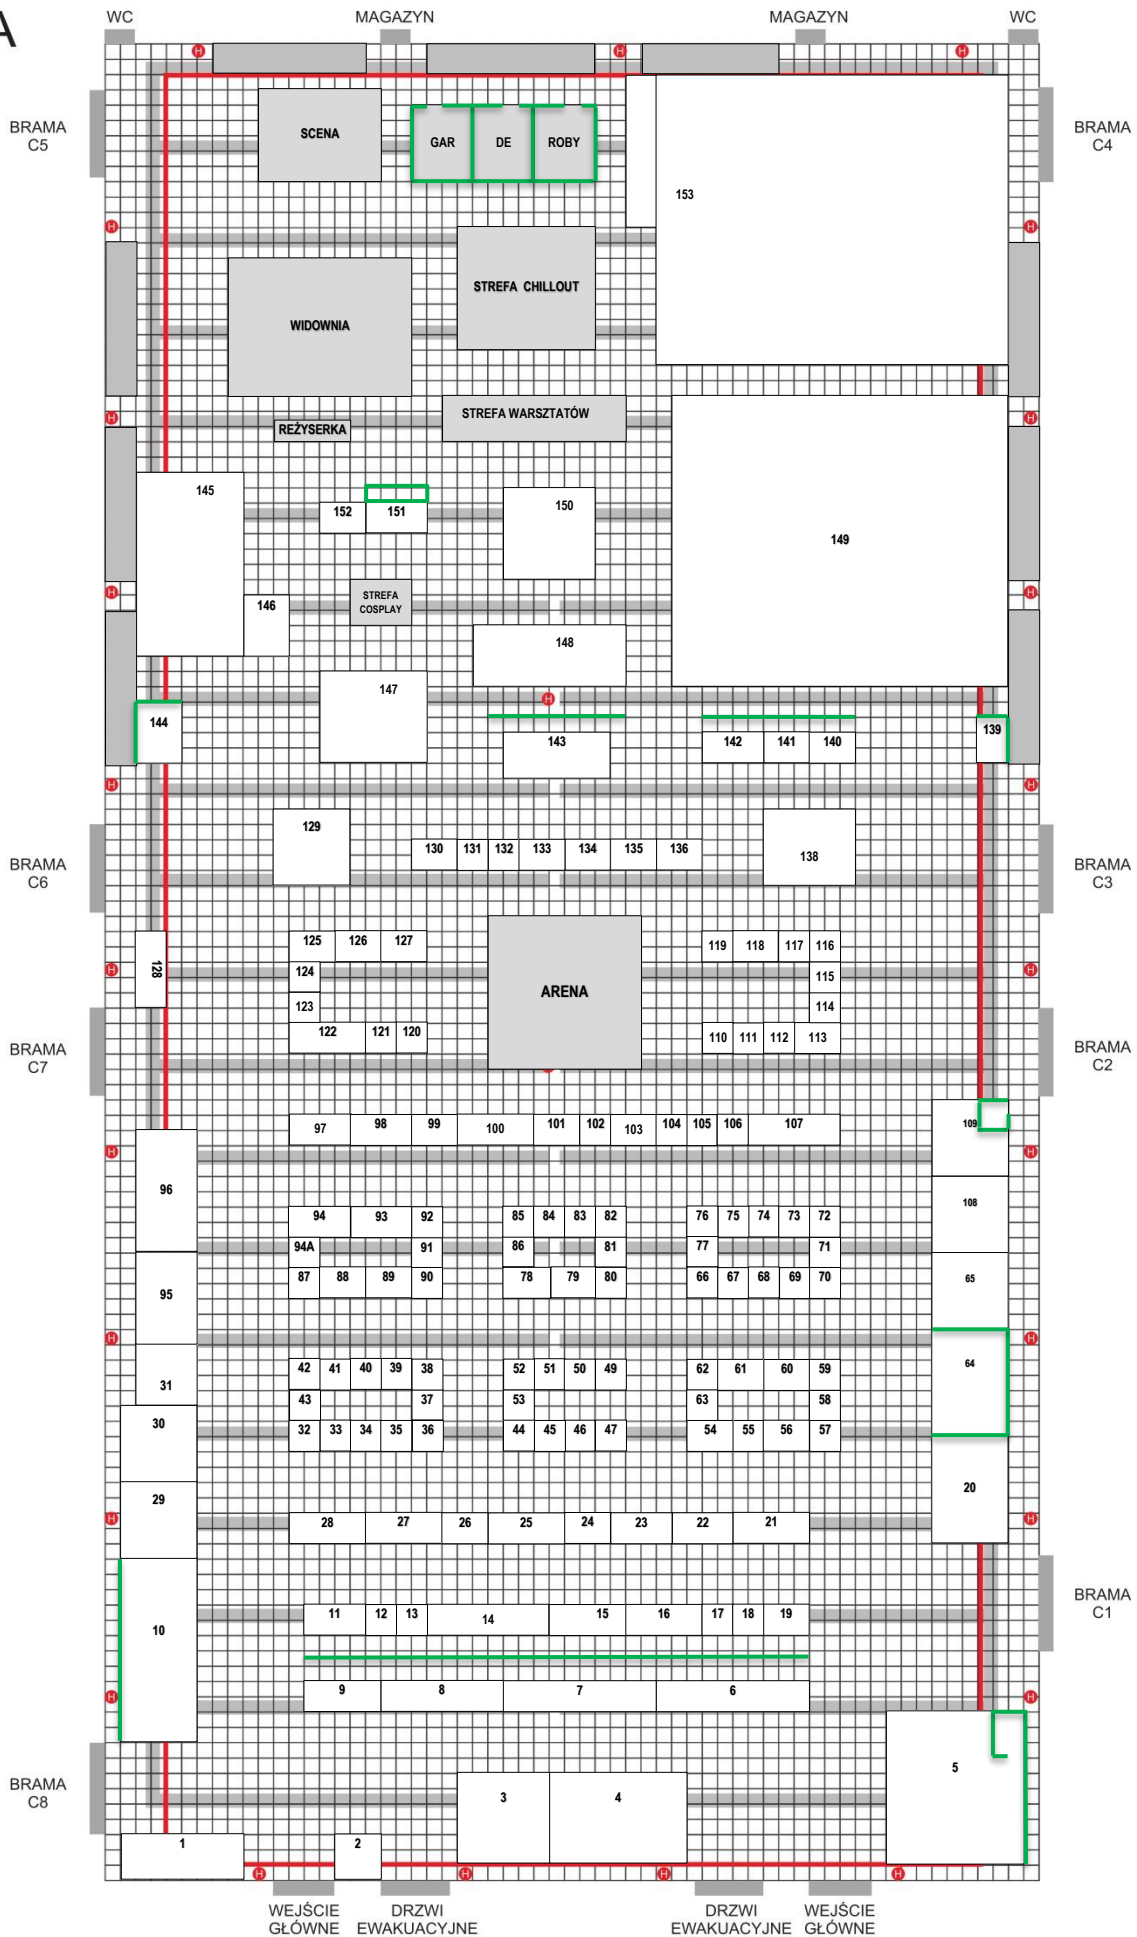 A
WC
MAGAZYN
MAGAZYN
WC
H
H
H
BRAMA
C5
SCENA
GAR
DE
ROBY
BRAMA
C4
153
H
H
STREFA CHILLOUT
WIDOWNIA
STREFA WARSZTATÓW
H
H
REŻYSERKA
145
152
151
150
149
H
H
STREFA
COSPLAY
146
148
147
H
144
143
142
141
140
139
H
H
129
138
130
131
132
133
134
135
136
BRAMA
C6
BRAMA
C3
125
126
127
119
118
117
116
128
H
H
124
115
ARENA
123
114
122
121
120
110
111
112
113
BRAMA
C7
BRAMA
C2
97
98
99
100
101
102
103
104
105
106
107
109
H
H
96
108
94
93
92
85
84
83
82
76
75
74
73
72
94A
91
86
81
77
71
87
88
89
90
78
79
80
66
67
68
69
70
95
65
H
H
42
41
40
39
38
52
51
50
49
62
61
60
59
64
31
43
37
53
63
58
30
32
33
34
35
36
44
45
46
47
54
55
56
57
29
20
H
H
28
27
26
25
24
23
22
21
BRAMA
C1
11
12
13
14
15
16
17
18
19
10
9
8
7
6
H
H
5
BRAMA
C8
3
4
1
2
H
H
H
H
WEJŚCIE
GŁÓWNE
DRZWI
EWAKUACYJNE
DRZWI
EWAKUACYJNE
WEJŚCIE
GŁÓWNE